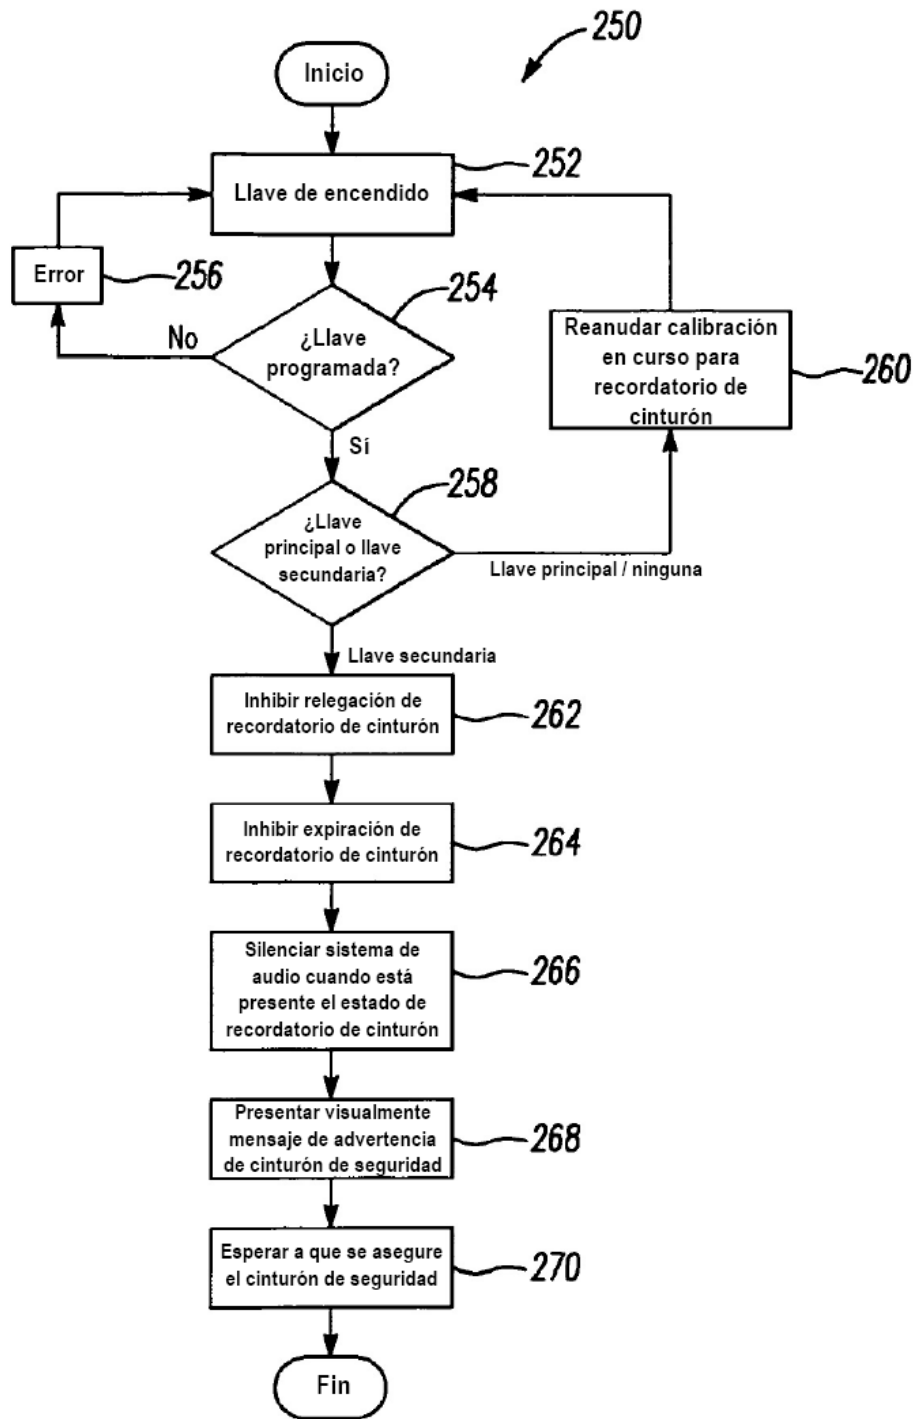 250
Inicio
252
Llave de encendido
Error
256
254
No
¿Llave
programada?
Reanudar calibración
en curso para
recordatorio de
cinturón
260
Sí
258
¿Llave
principal o llave
secundaria?
Llave principal / ninguna
Llave secundaria
Inhibir relegación de
recordatorio de cinturón
262
Inhibir expiración de
recordatorio de cinturón
264
Silenciar sistema de
audio cuando está
presente el estado de
recordatorio de cinturón
266
Presentar visualmente
mensaje de advertencia
de cinturón de seguridad
268
Esperar a que se asegure
el cinturón de seguridad
270
Fin